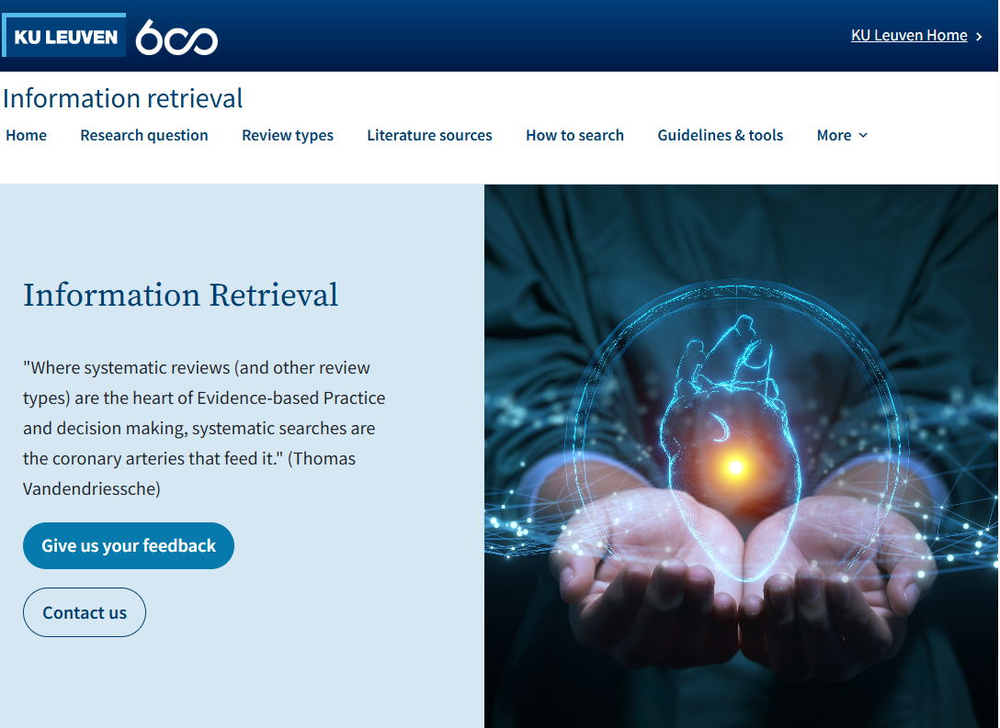 KU LEUVEN 600
KU Leuven Home
Information retrieval
Home Research question Review types Literature sources How to search Guidelines & tools More
Information Retrieval
"Where systematic reviews (and other review
types) are the heart of Evidence-based Practice
and decision making, systematic searches are
the coronary arteries that feed it." (Thomas
Vandendriessche)
Give us your feedback
Contact us